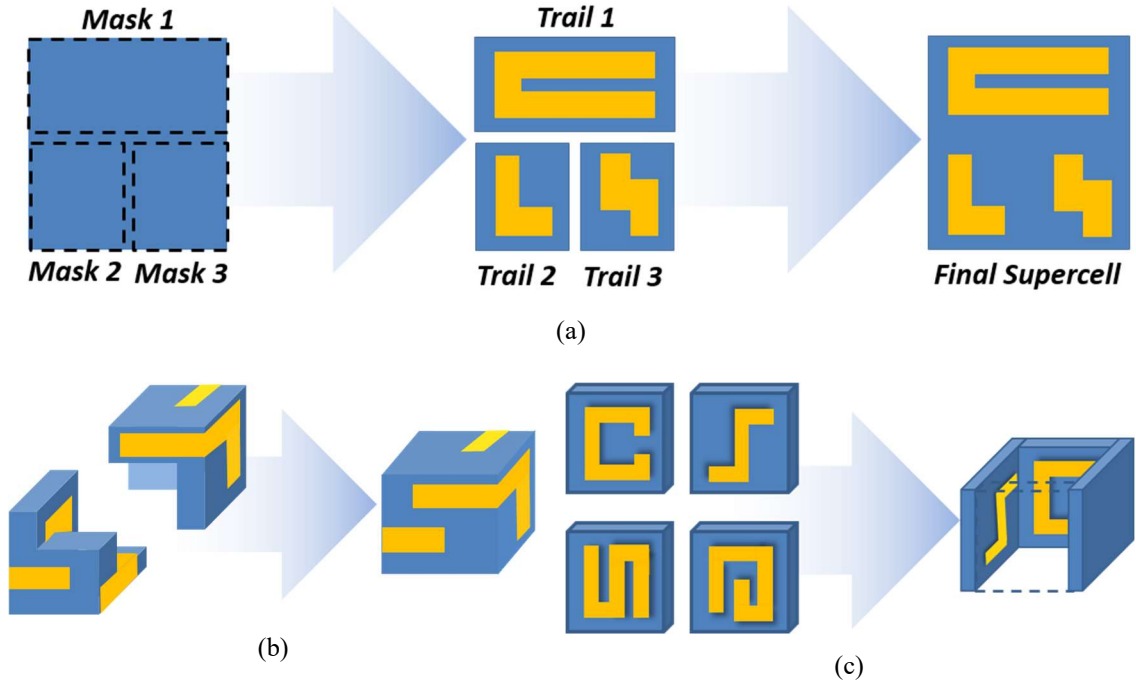 Mask 1
Trail 1
Mask 2
Mask 3
Trail 2
Trail 3
Final Supercell
(a)
(b)
(c)